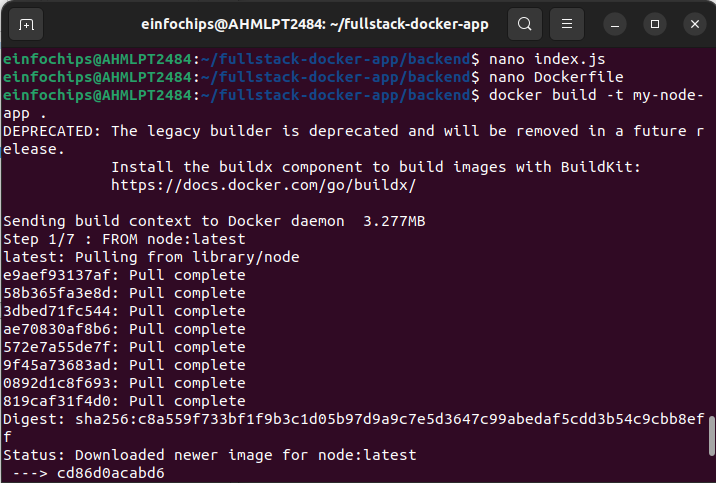 einfochips@AHMLPT2484: ~/fullstack-docker-app
einfochips@AHMLPT2484:~/fullstack-docker-app/backend$ nano index.js
einfochips@AHMLPT2484:~/fullstack-docker-app/backend$ nano Dockerfile
einfochips@AHMLPT2484:~/fullstack-docker-app/backend$ docker build -t my-node-
app .
DEPRECATED: The legacy builder is deprecated and will be removed in a future r
elease.
            Install the buildx component to build images with BuildKit:
            https://docs.docker.com/go/buildx/

Sending build context to Docker daemon  3.277MB
Step 1/7 : FROM node:latest
latest: Pulling from library/node
e9aef93137af: Pull complete
58b365fa3e8d: Pull complete
3dbed71fc544: Pull complete
ae70830af8b6: Pull complete
572e7a55de7f: Pull complete
9f45a73683ad: Pull complete
0892d1c8f693: Pull complete
819caf31f4d0: Pull complete
Digest: sha256:c8a559f733bf1f9b3c1d05b97d9a9c7e5d3647c99abedaf5cdd3b54c9cbb8ef
f
Status: Downloaded newer image for node:latest
 ---> cd86d0acabd6